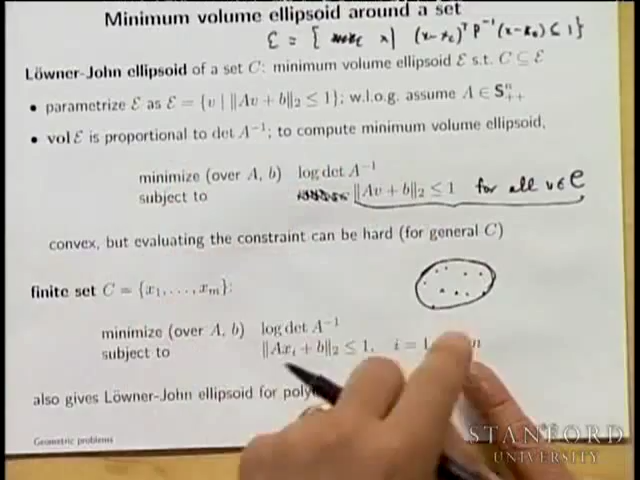 Minimum volume ellipsoid around a set
ℰ = { x | (x-x_c)^T P^{-1} (x-x_c) ≤ 1 }
Löwner-John ellipsoid of a set C: minimum volume ellipsoid ℰ s.t. C ⊆ ℰ
• parametrize ℰ as ℰ = {v | ‖Av + b‖₂ ≤ 1}; w.l.o.g. assume A ∈ S^n_{++}
• vol ℰ is proportional to det A^{-1}; to compute minimum volume ellipsoid,
minimize (over A, b) log det A^{-1}
subject to ‖Av + b‖₂ ≤ 1 for all v ∈ C
convex, but evaluating the constraint can be hard (for general C)
finite set C = {x₁, . . . , x_m}:
minimize (over A, b) log det A^{-1}
subject to ‖Ax_i + b‖₂ ≤ 1, i = 1
also gives Löwner-John ellipsoid for
Geometric problems
STANFORD
UNIVERSITY